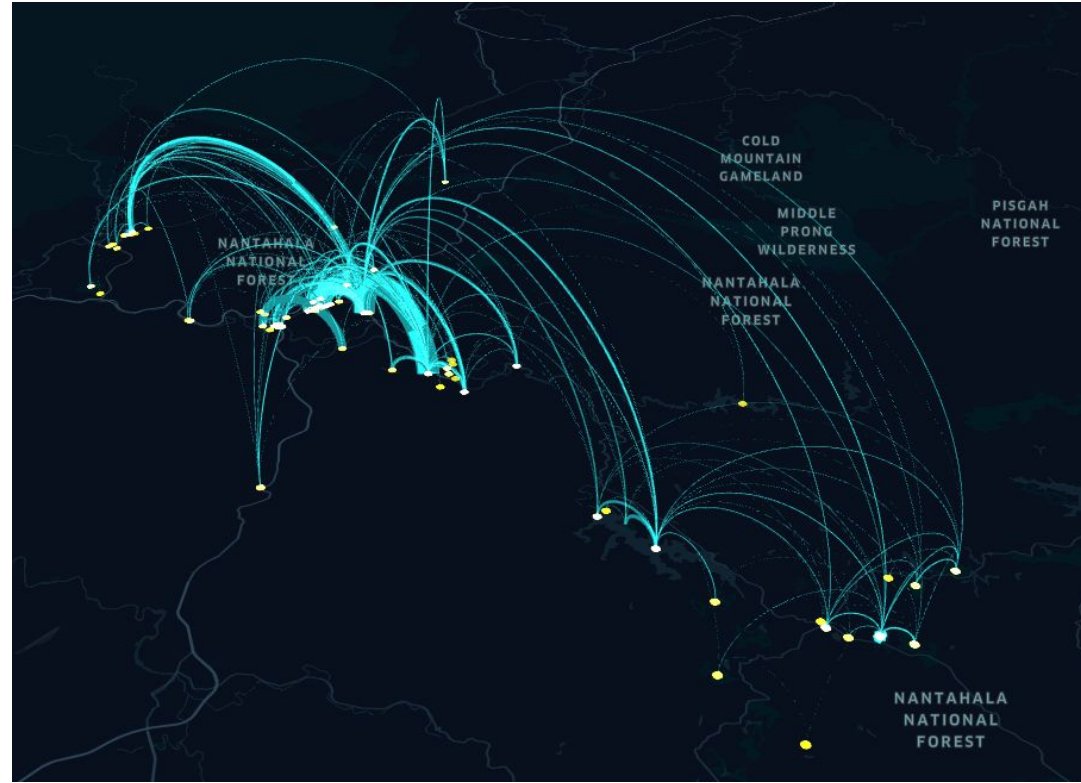 COLD
MOUNTAIN
GAMELAND
PISGAH
NATIONAL
FOREST
MIDDLE
PRONG
WILDERNESS
NANTAHALA
NATIONAL
FOREST
NANTAHALA
NATIONAL
FOREST
NANTAHALA
NATIONAL
FOREST